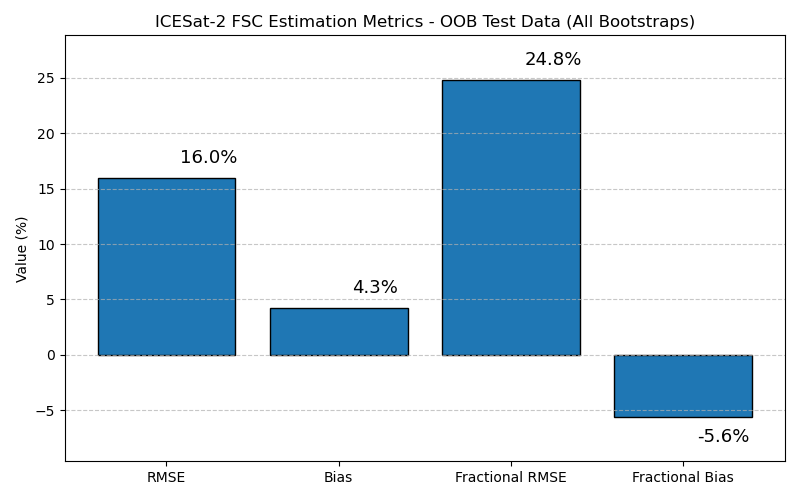 ICESat-2 FSC Estimation Metrics - OOB Test Data (All Bootstraps)
24.8%
16.0%
4.3%
-5.6%
Value (%)
25
20
15
10
5
0
−5
RMSE
Bias
Fractional RMSE
Fractional Bias